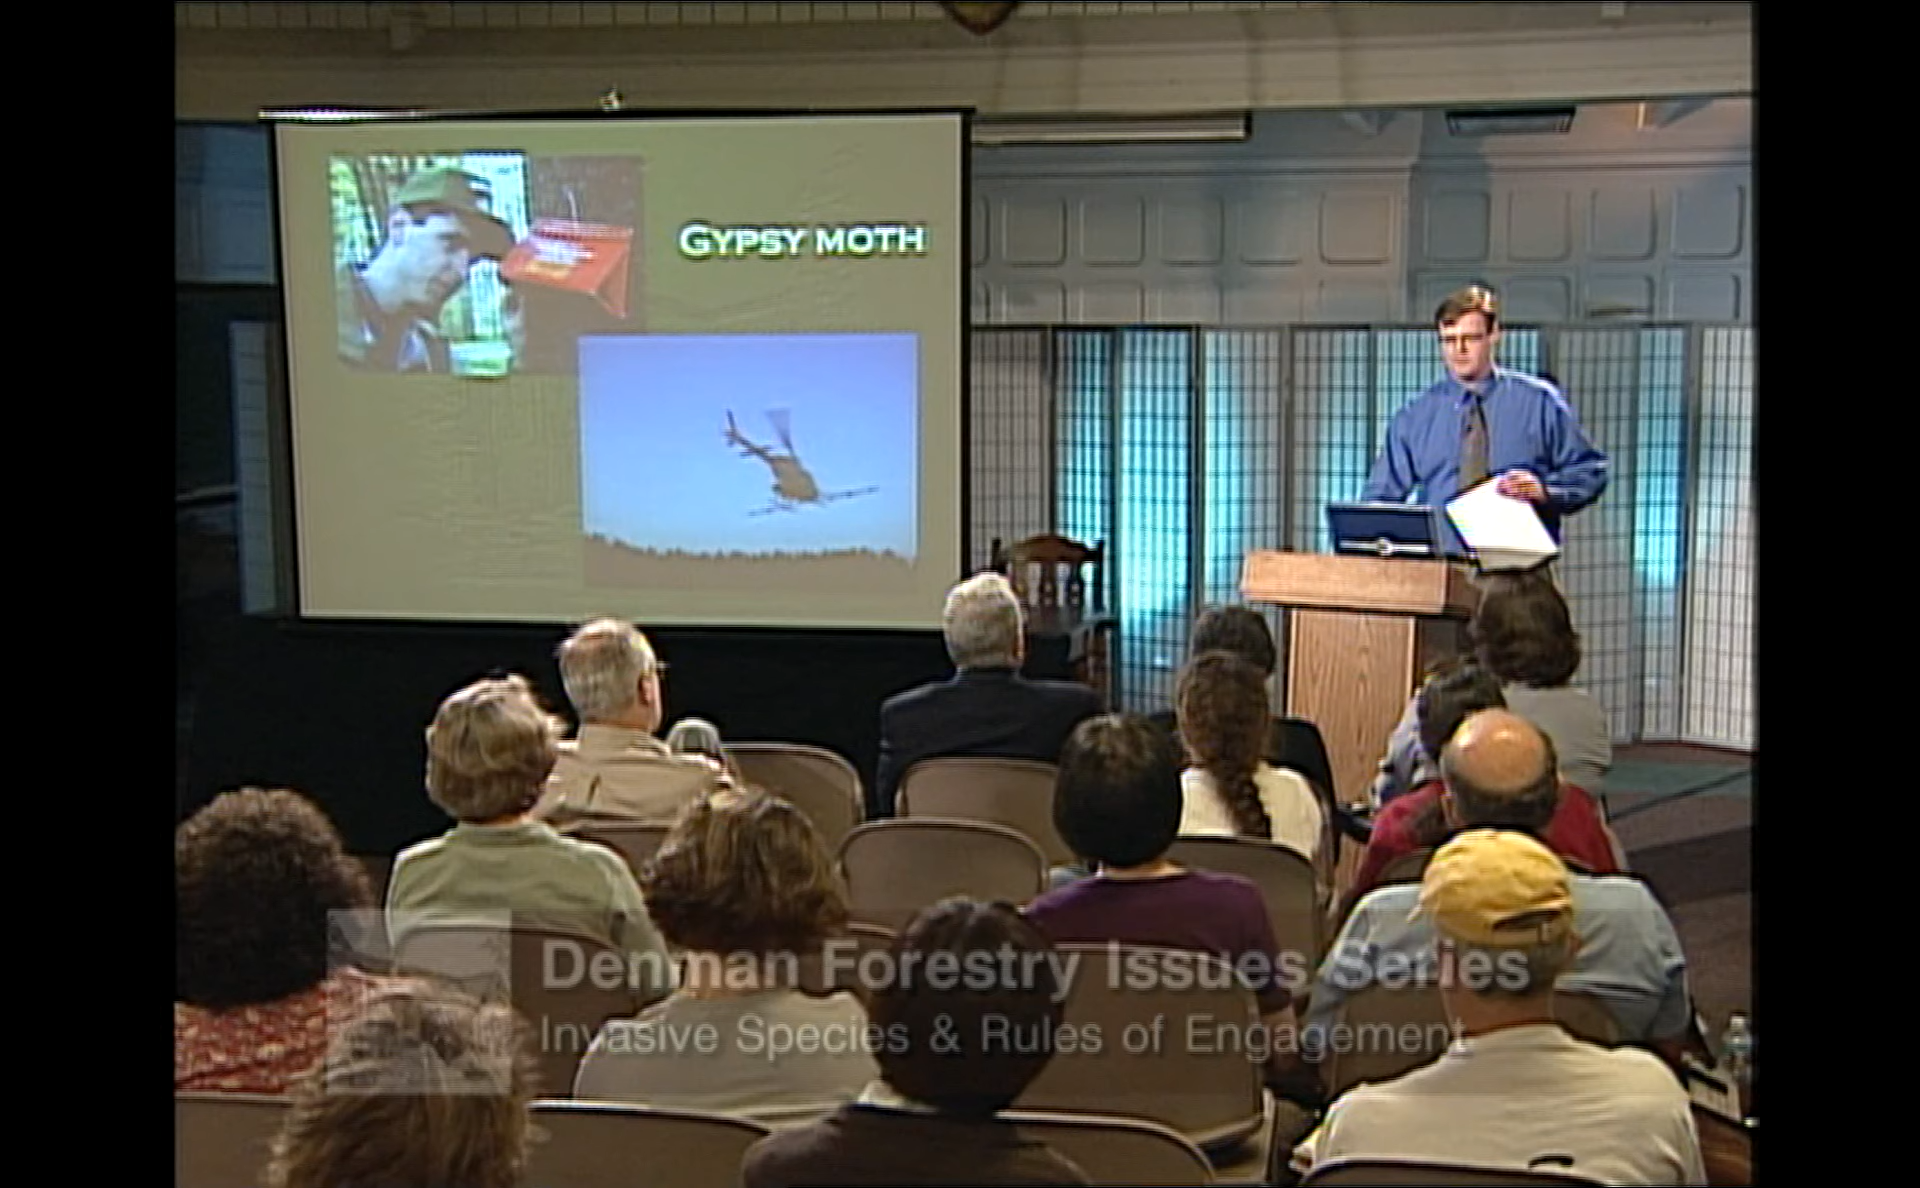 GYPSY MOTH
Denman Forestry Issues Series
Invasive Species & Rules of Engagement